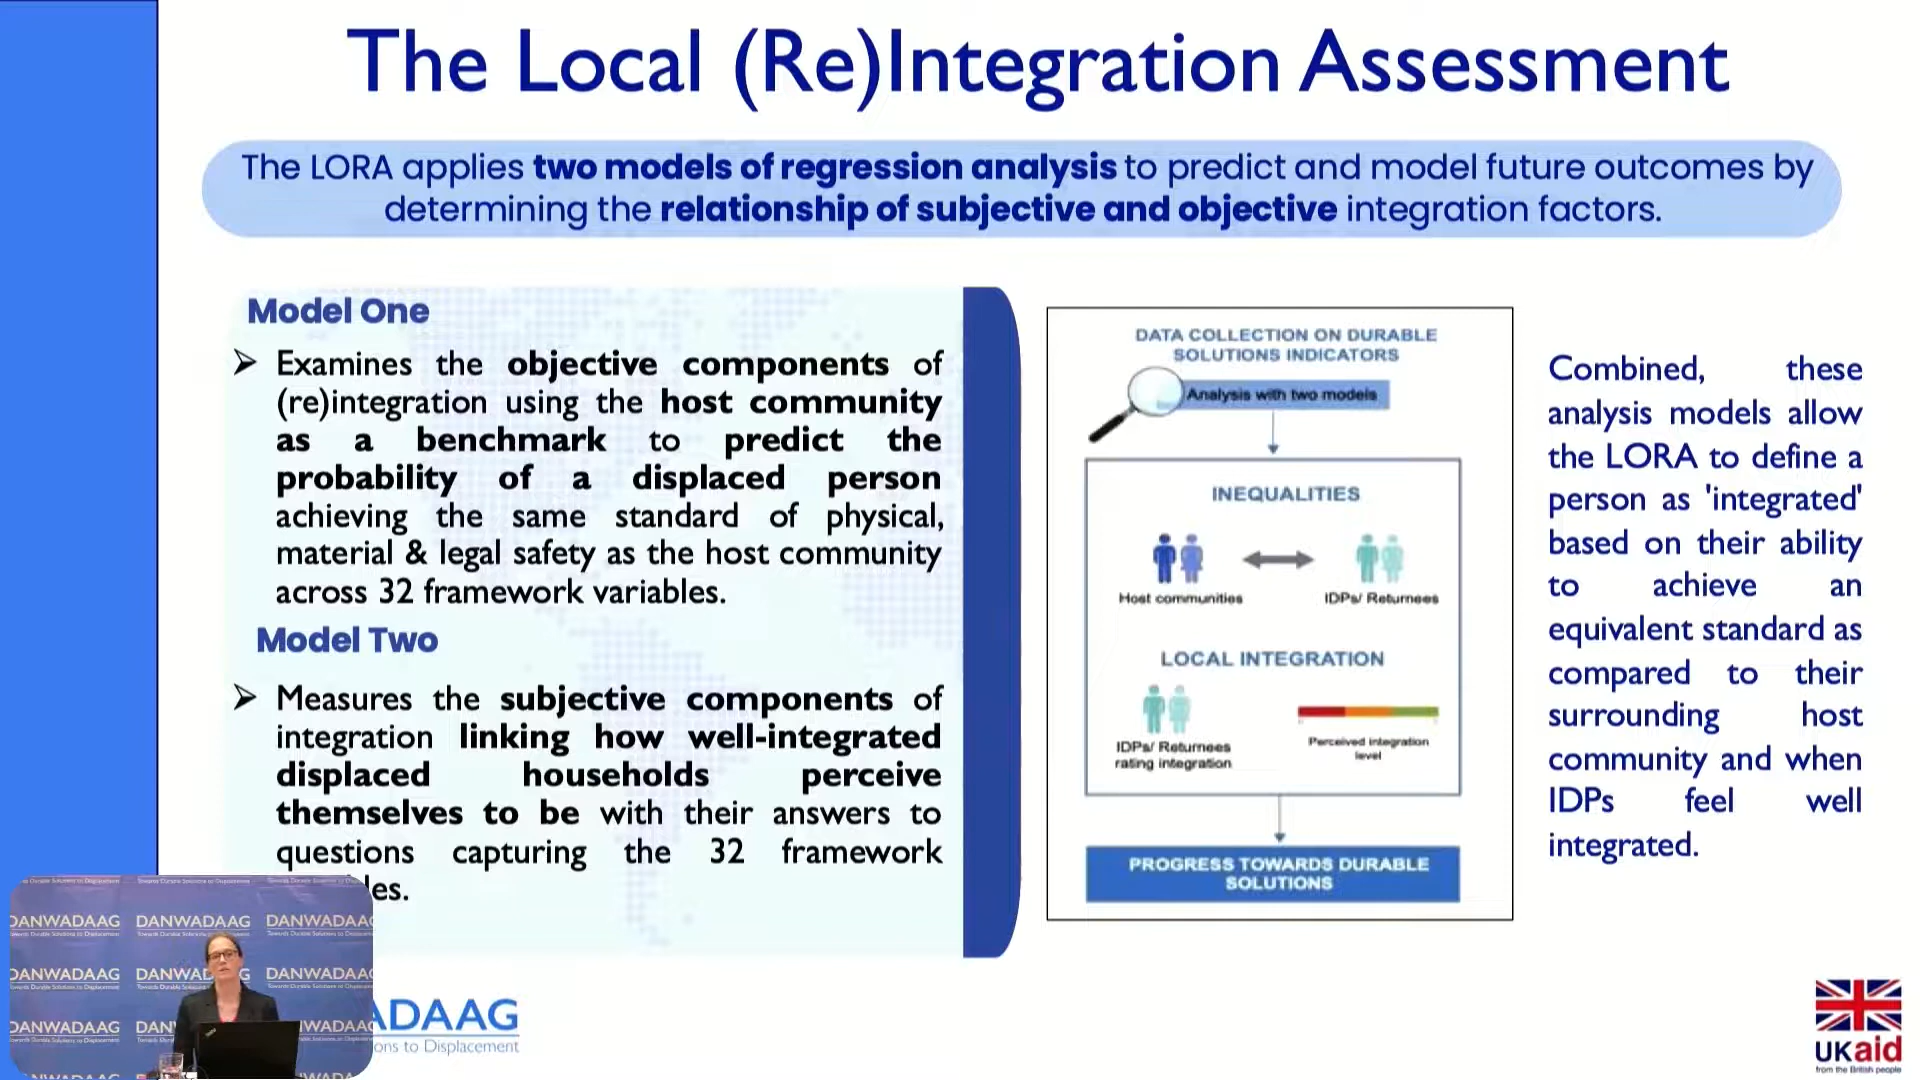 The Local (Re)Integration Assessment
The LORA applies two models of regression analysis to predict and model future outcomes by
determining the relationship of subjective and objective integration factors.
Model One
➢ Examines the objective components of
(re)integration using the host community
as a benchmark to predict the
probability of a displaced person
achieving the same standard of physical,
material & legal safety as the host community
across 32 framework variables.
Model Two
➢ Measures the subjective components of
integration linking how well-integrated
displaced households perceive
themselves to be with their answers to
questions capturing the 32 framework
les.
DATA COLLECTION ON DURABLE
SOLUTIONS INDICATORS
Analysis with two models
INEQUALITIES
Host communities
IDPs/ Returnees
LOCAL INTEGRATION
IDPs/ Returnees
rating integration
Perceived integration
level
PROGRESS TOWARDS DURABLE
SOLUTIONS
Combined, these
analysis models allow
the LORA to define a
person as 'integrated'
based on their ability
to achieve an
equivalent standard as
compared to their
surrounding host
community and when
IDPs feel well
integrated.
DANWADAAG DANWADAAG DANWADAAG
Towards Durable Solutions to Displacement
DANWADAAG DANWADAAG DANWADAAG
DANWADAAG
ADAAG
ons to Displacement
UKaid
from the British people